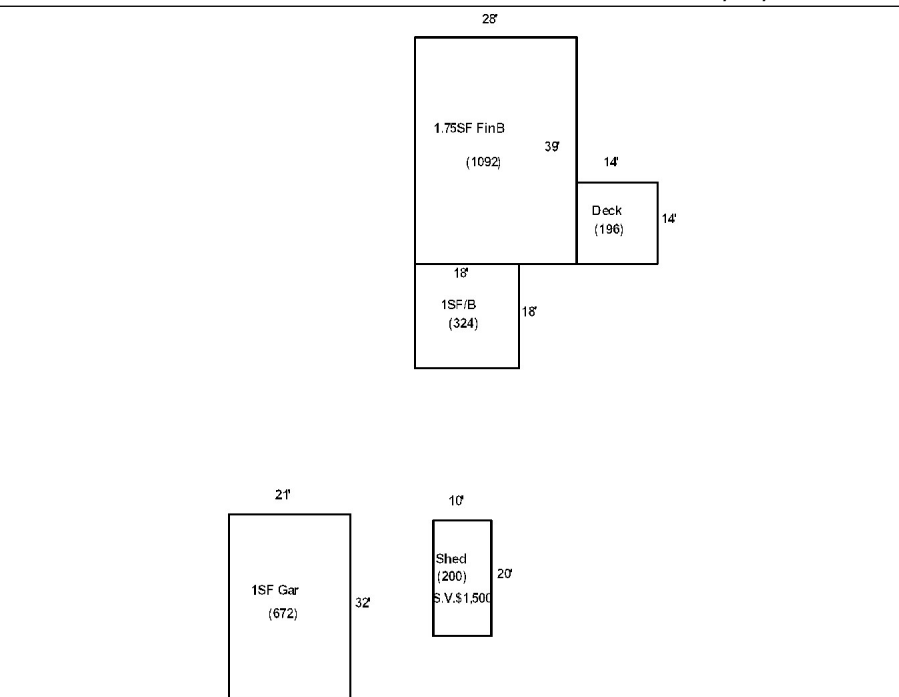 28'
1.75SF FinB
(1092)
39'
14'
Deck
(196)
14'
18'
1SF/B
(324)
18'
21'
1SF Gar
(672)
32'
10'
Shed
(200)
S.V.$1,500
20'